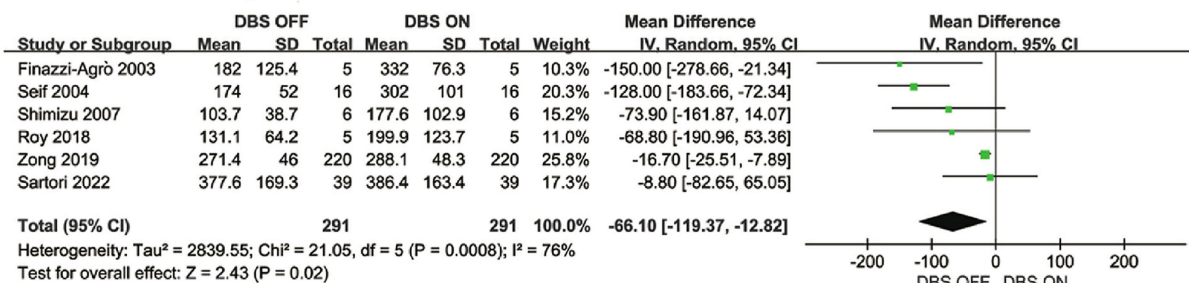 DBS OFF DBS ON Mean Difference Mean Difference
Study or Subgroup Mean SD Total Mean SD Total Weight IV, Random, 95% CI IV, Random, 95% CI
Finazzi-Agrò 2003 182 125.4 5 332 76.3 5 10.3% -150.00 [-278.66, -21.34]
Seif 2004 174 52 16 302 101 16 20.3% -128.00 [-183.66, -72.34]
Shimizu 2007 103.7 38.7 6 177.6 102.9 6 15.2% -73.90 [-161.87, 14.07]
Roy 2018 131.1 64.2 5 199.9 123.7 5 11.0% -68.80 [-190.96, 53.36]
Zong 2019 271.4 46 220 288.1 48.3 220 25.8% -16.70 [-25.51, -7.89]
Sartori 2022 377.6 169.3 39 386.4 163.4 39 17.3% -8.80 [-82.65, 65.05]
Total (95% CI) 291 291 100.0% -66.10 [-119.37, -12.82]
Heterogeneity: Tau² = 2839.55; Chi² = 21.05, df = 5 (P = 0.0008); I² = 76%
Test for overall effect: Z = 2.43 (P = 0.02)
-200 -100 0 100 200
DBS OFF DBS ON